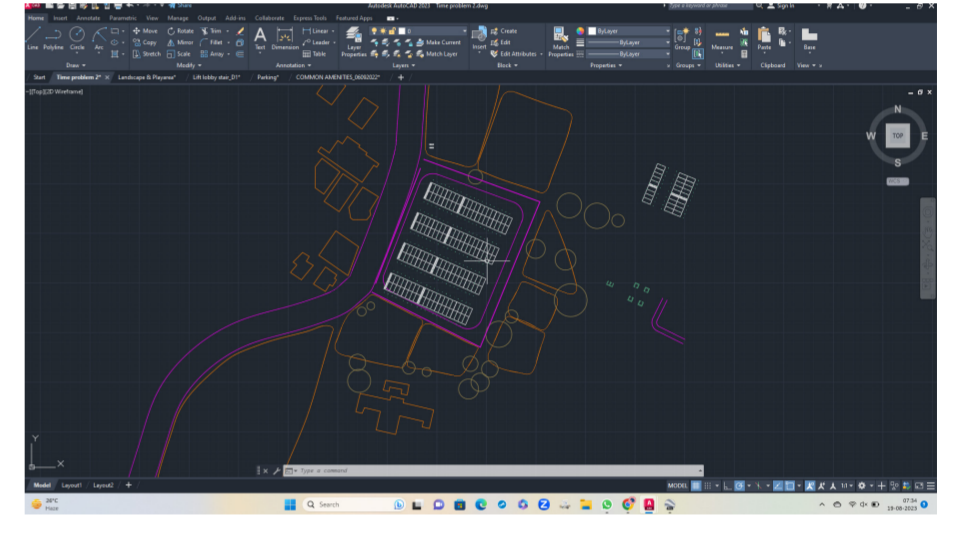 Share Autodesk AutoCAD 2023 Time problem 2.dwg Type a keyword or phrase Sign In
Home Insert Annotate Parametric View Manage Output Add-ins Collaborate Express Tools Featured Apps
Line Polyline Circle Arc Move Rotate Trim Text Dimension Linear Layer Properties 0 Insert Create Match Properties ByLayer Group Measure Paste Base
Copy Mirror Fillet Leader Make Current Edit ByLayer
Stretch Scale Array Table Match Layer Edit Attributes ByLayer
Draw Modify Annotation Layers Block Properties Groups Utilities Clipboard View
Start Time problem 2* Landscape & Playarea* Lift lobby stair_D1* Parking* COMMON AMENITIES_06092022* +
[Top][2D Wireframe]
N
W TOP E
S
Y
X
Type a command
Model Layout1 Layout2 + MODEL 1:1
28°C
Haze
Search
07:34
18-09-2023